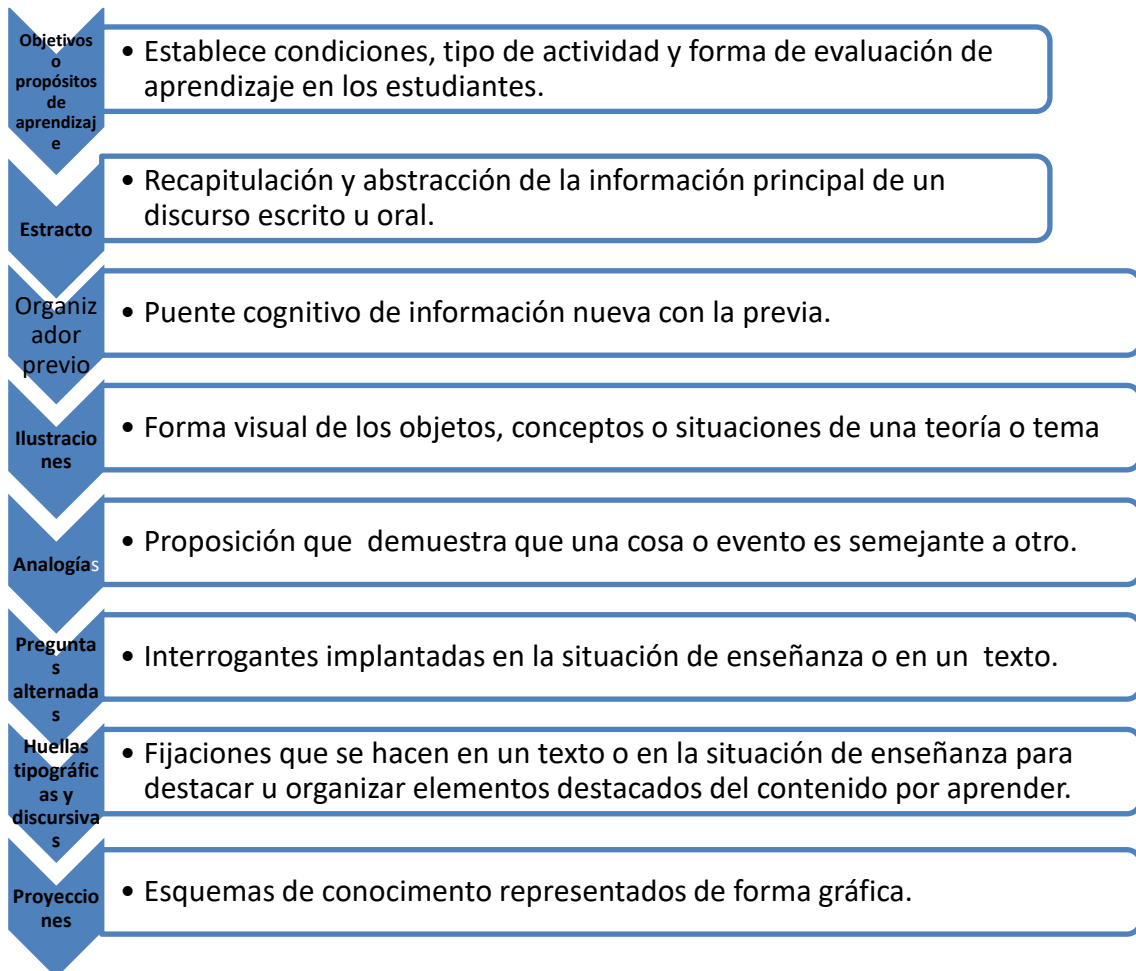 Objetivos
o
propósitos
de
aprendizaj
e
• Establece condiciones, tipo de actividad y forma de evaluación de
aprendizaje en los estudiantes.
Estracto
• Recapitulación y abstracción de la información principal de un
discurso escrito u oral.
Organiz
ador
previo
• Puente cognitivo de información nueva con la previa.
Ilustracio
nes
• Forma visual de los objetos, conceptos o situaciones de una teoría o tema
Analogías
• Proposición que demuestra que una cosa o evento es semejante a otro.
Pregunta
s
alternada
s
• Interrogantes implantadas en la situación de enseñanza o en un texto.
Huellas
tipográfic
as y
discursiva
s
• Fijaciones que se hacen en un texto o en la situación de enseñanza para
destacar u organizar elementos destacados del contenido por aprender.
Proyeccio
nes
• Esquemas de conocimiento representados de forma gráfica.